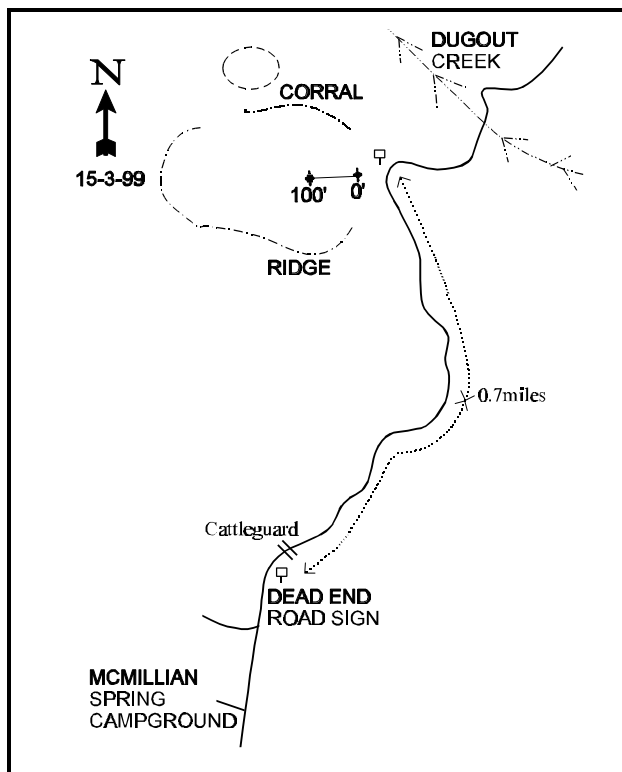 DUGOUT
CREEK
N
CORRAL
15-3-99
100' 0'
RIDGE
0.7miles
Cattleguard
DEAD END
ROAD SIGN
MCMILLIAN
SPRING
CAMPGROUND